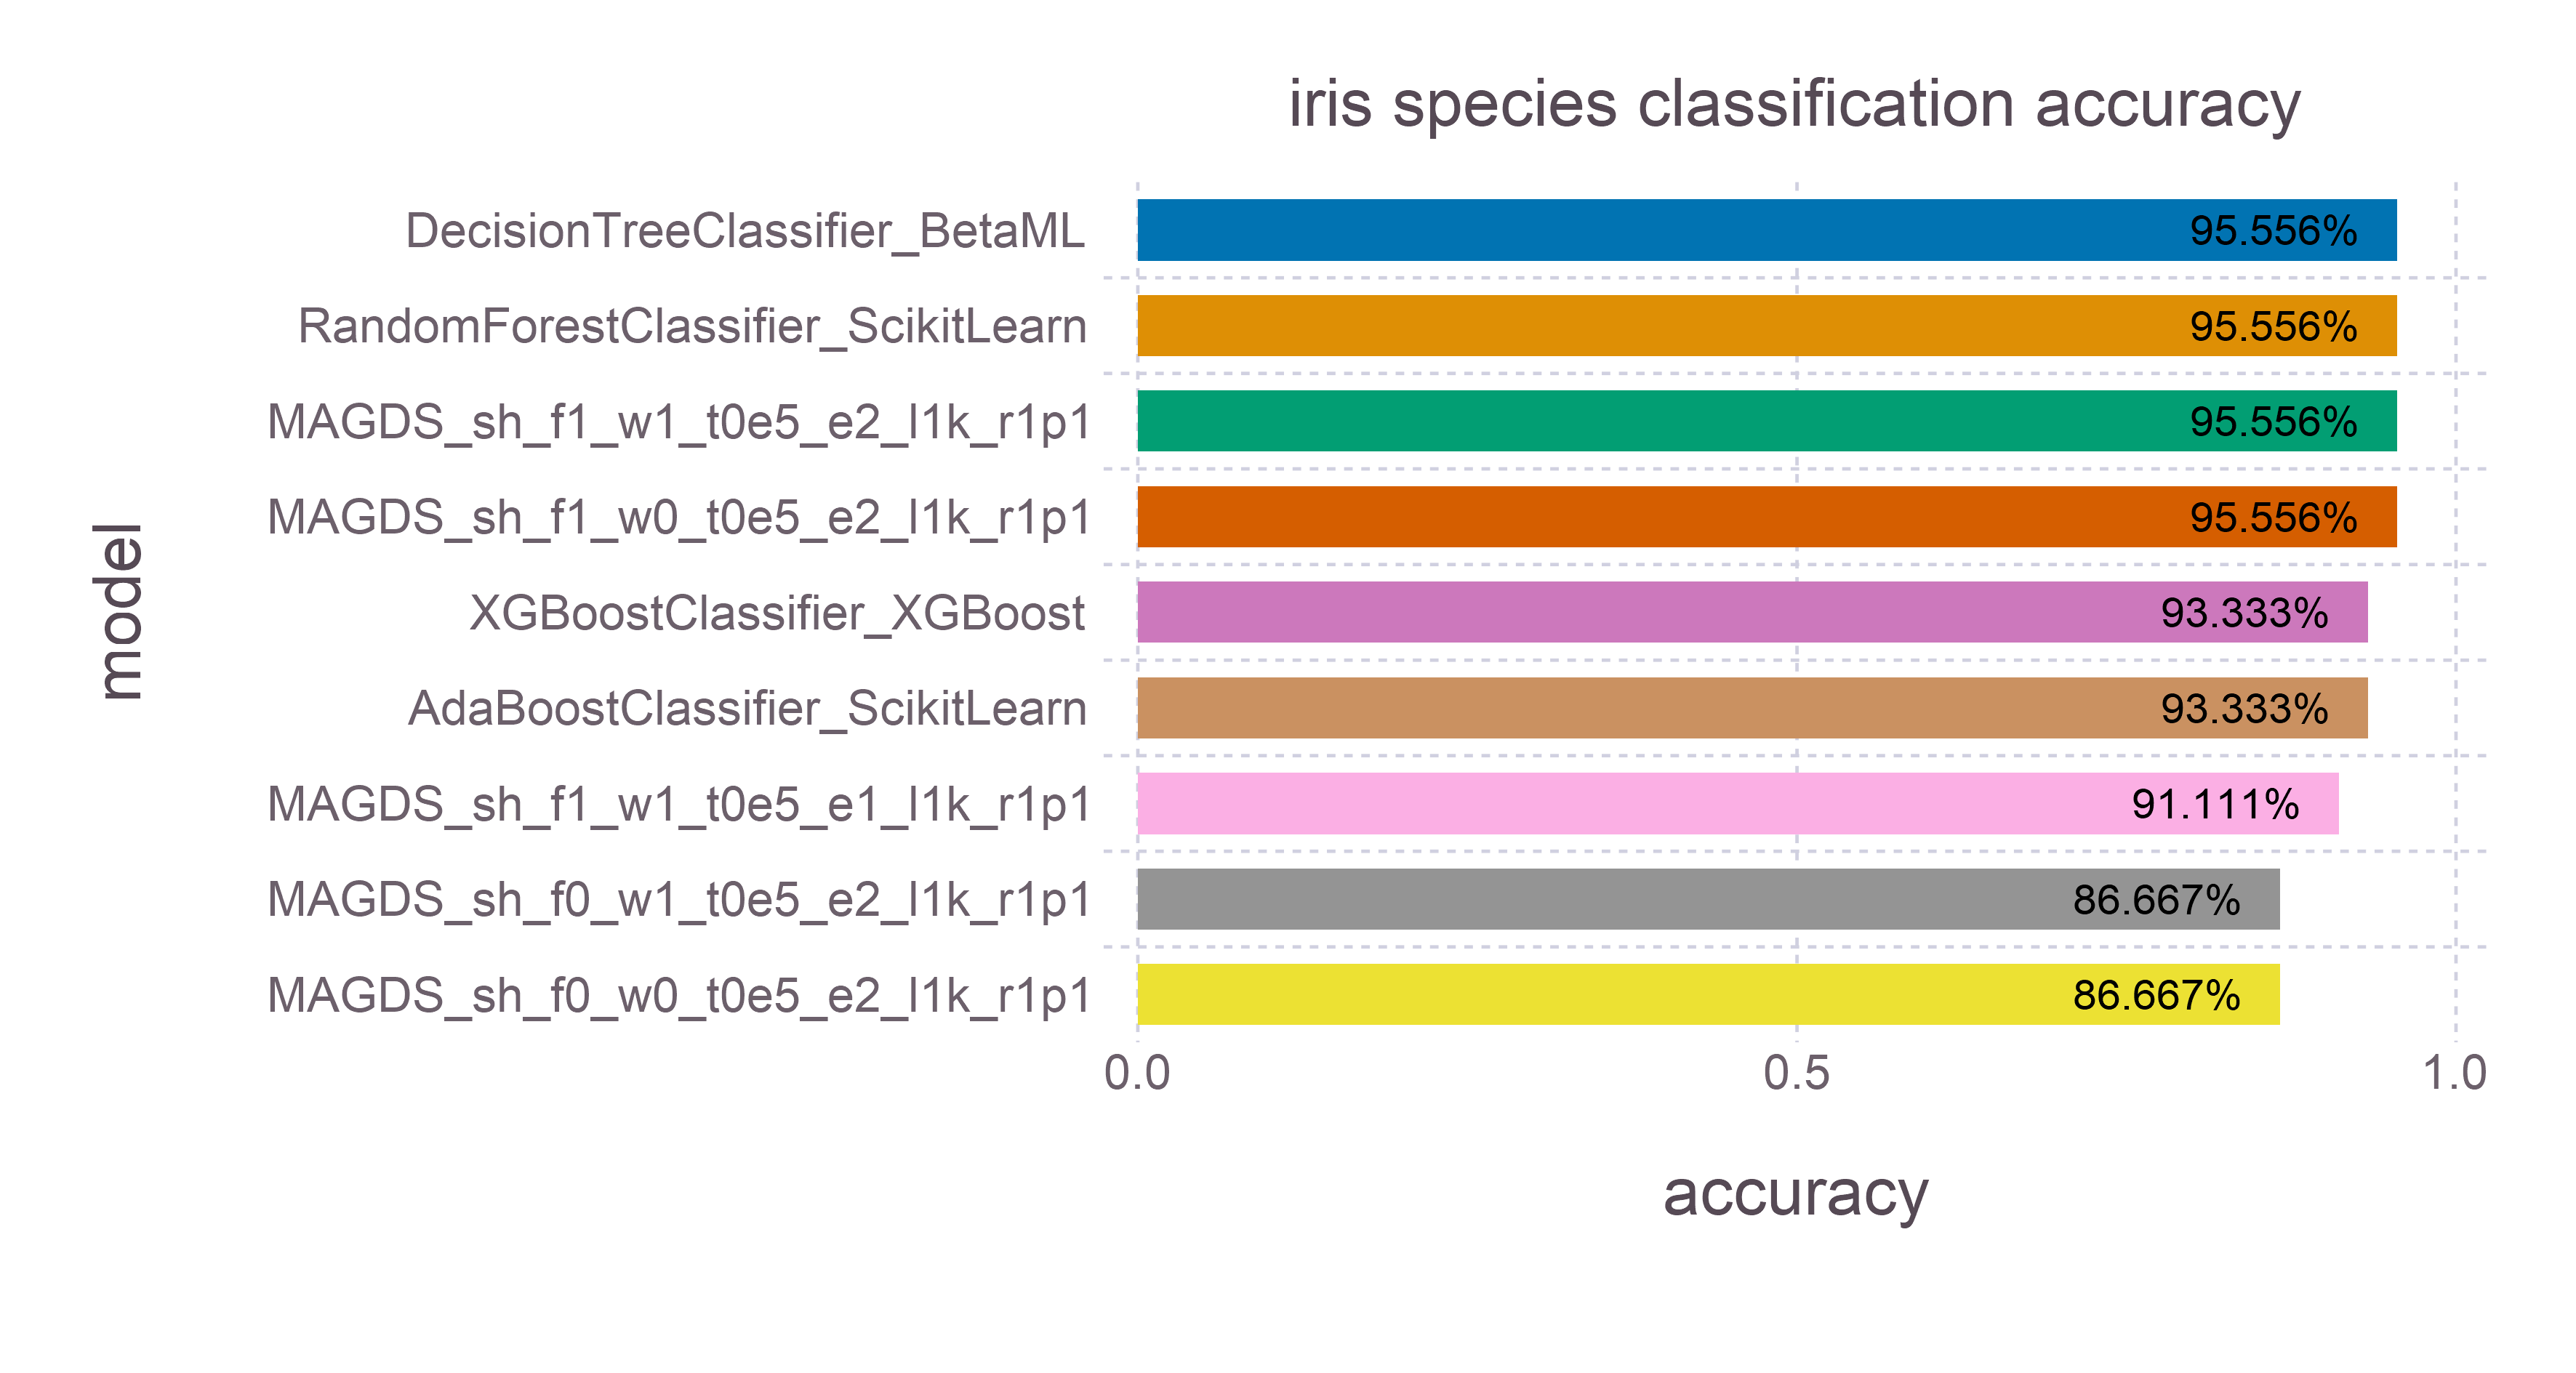 iris species classification accuracy
model
DecisionTreeClassifier_BetaML 95.556%
RandomForestClassifier_ScikitLearn 95.556%
MAGDS_sh_f1_w1_t0e5_e2_l1k_r1p1 95.556%
MAGDS_sh_f1_w0_t0e5_e2_l1k_r1p1 95.556%
XGBoostClassifier_XGBoost 93.333%
AdaBoostClassifier_ScikitLearn 93.333%
MAGDS_sh_f1_w1_t0e5_e1_l1k_r1p1 91.111%
MAGDS_sh_f0_w1_t0e5_e2_l1k_r1p1 86.667%
MAGDS_sh_f0_w0_t0e5_e2_l1k_r1p1 86.667%
0.0 0.5 1.0
accuracy